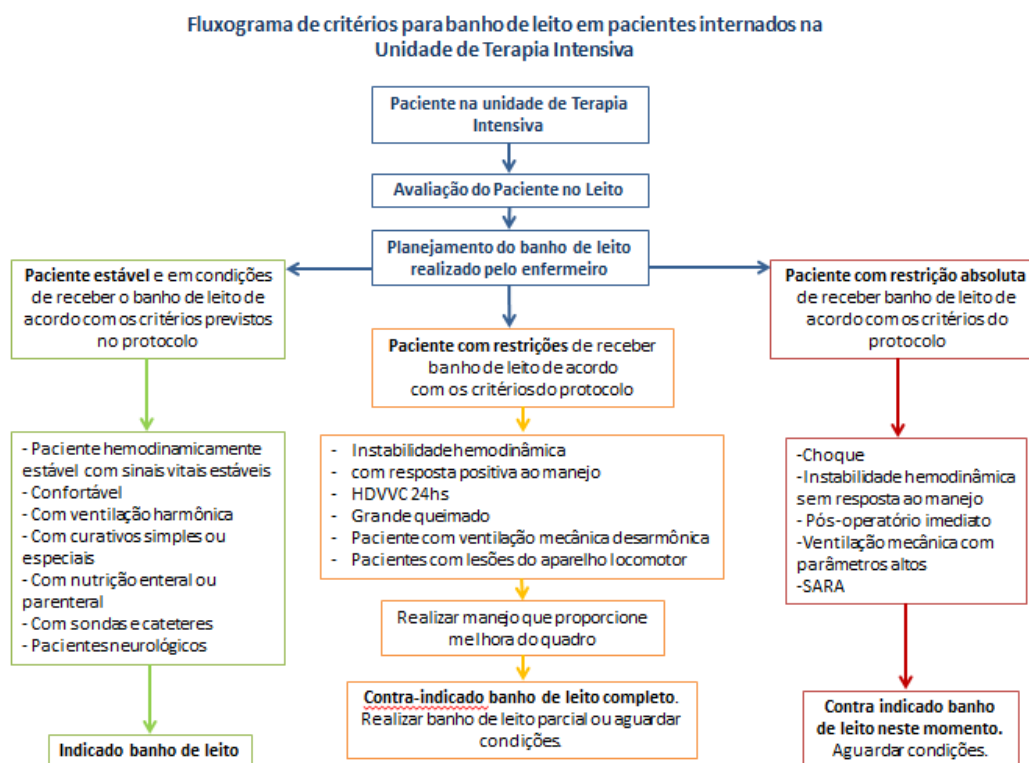 Fluxograma de critérios para banho de leito em pacientes internados na
Unidade de Terapia Intensiva
Paciente na unidade de Terapia
Intensiva
Avaliação do Paciente no Leito
Planejamento do banho de leito
realizado pelo enfermeiro
Paciente estável e em condições
de receber o banho de leito de
acordo com os critérios previstos
no protocolo
Paciente com restrições de receber
banho de leito de acordo
com os critérios do protocolo
Paciente com restrição absoluta
de receber banho de leito de
acordo com os critérios do
protocolo
- Paciente hemodinamicamente
estável com sinais vitais estáveis
- Confortável
- Com ventilação harmônica
- Com curativos simples ou
especiais
- Com nutrição enteral ou
parenteral
- Com sondas e cateteres
- Pacientes neurológicos
- Instabilidade hemodinâmica
- com resposta positiva ao manejo
- HDVVC 24hs
- Grande queimado
- Paciente com ventilação mecânica desarmônica
- Pacientes com lesões do aparelho locomotor
-Choque
-Instabilidade hemodinâmica
sem resposta ao manejo
- Pós-operatório imediato
-Ventilação mecânica com
parâmetros altos
-SARA
Realizar manejo que proporcione
melhora do quadro
Indicado banho de leito
Contra-indicado banho de leito completo.
Realizar banho de leito parcial ou aguardar
condições.
Contra indicado banho
de leito neste momento.
Aguardar condições.